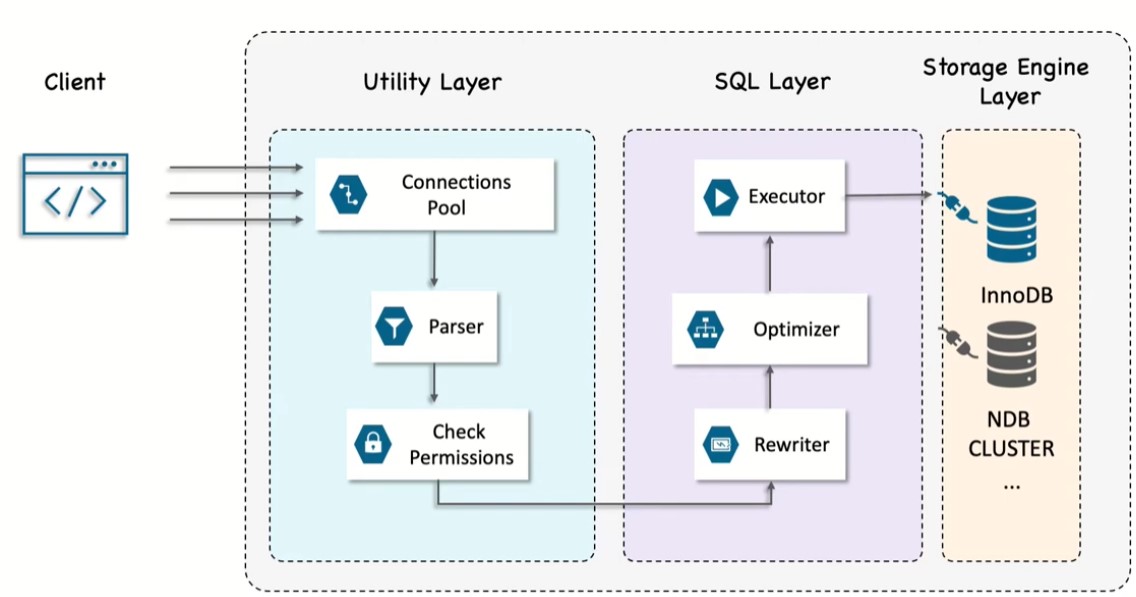 Client
Utility Layer
SQL Layer
Storage Engine
Layer
</>
Connections
Pool
Parser
Check
Permissions
Executor
Optimizer
Rewriter
InnoDB
NDB
CLUSTER
...